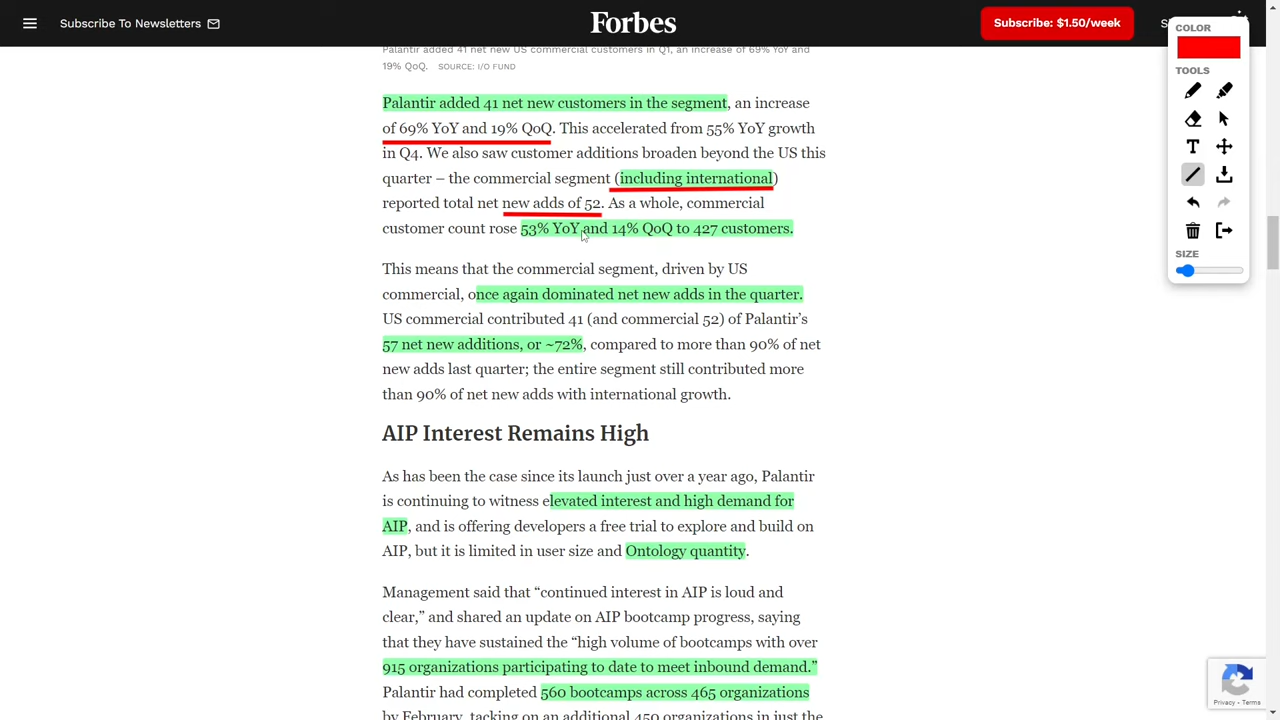 Subscribe To Newsletters
Forbes
Subscribe: $1.50/week
Palantir added 41 net new US commercial customers in Q1, an increase of 69% YoY and
19% QoQ. SOURCE: I/O FUND
Palantir added 41 net new customers in the segment, an increase
of 69% YoY and 19% QoQ. This accelerated from 55% YoY growth
in Q4. We also saw customer additions broaden beyond the US this
quarter – the commercial segment (including international)
reported total net new adds of 52. As a whole, commercial
customer count rose 53% YoY and 14% QoQ to 427 customers.
This means that the commercial segment, driven by US
commercial, once again dominated net new adds in the quarter.
US commercial contributed 41 (and commercial 52) of Palantir’s
57 net new additions, or ~72%, compared to more than 90% of net
new adds last quarter; the entire segment still contributed more
than 90% of net new adds with international growth.
AIP Interest Remains High
As has been the case since its launch just over a year ago, Palantir
is continuing to witness elevated interest and high demand for
AIP, and is offering developers a free trial to explore and build on
AIP, but it is limited in user size and Ontology quantity.
Management said that “continued interest in AIP is loud and
clear,” and shared an update on AIP bootcamp progress, saying
that they have sustained the “high volume of bootcamps with over
915 organizations participating to date to meet inbound demand.”
Palantir had completed 560 bootcamps across 465 organizations
by February, tacking on an additional 450 organizations in just the
COLOR
TOOLS
T
SIZE
Privacy - Terms